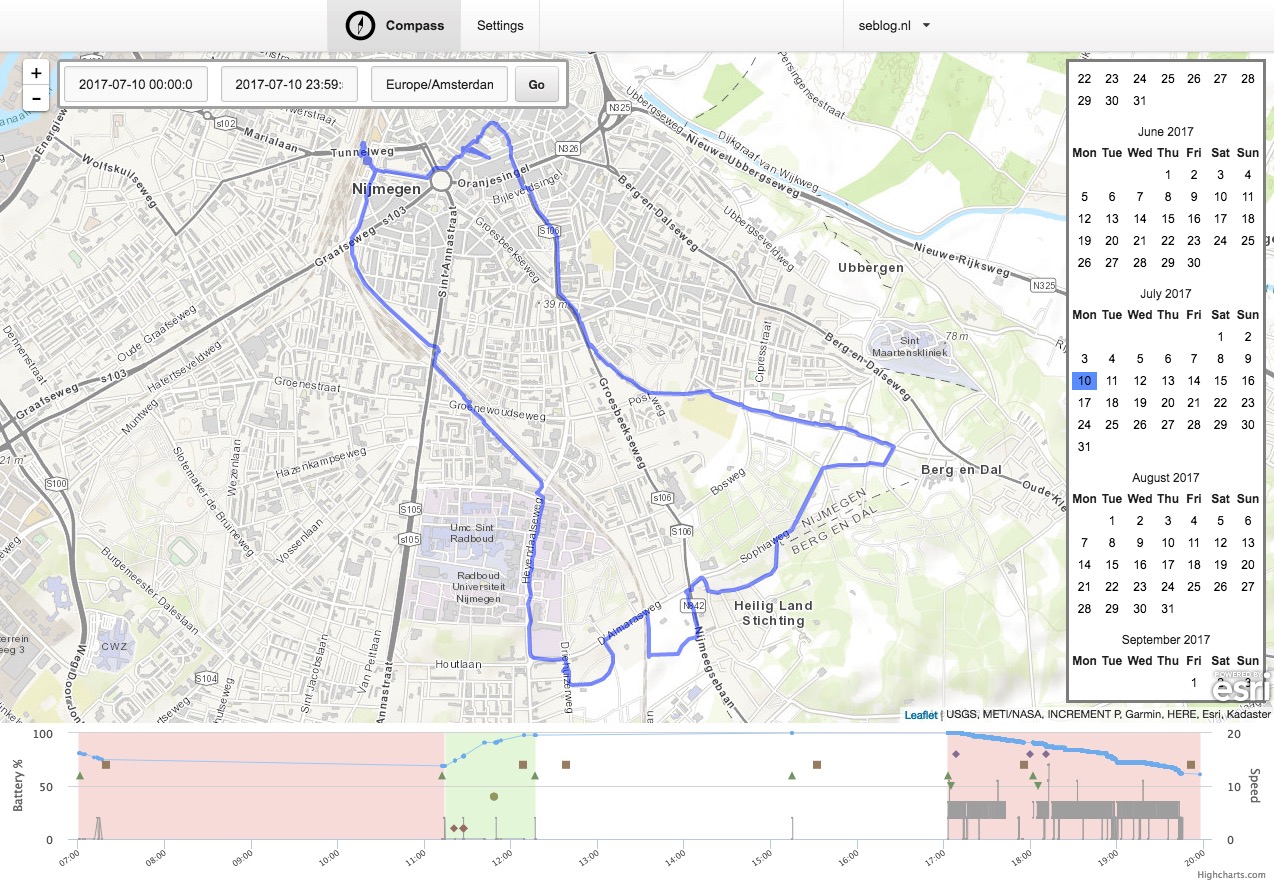 Compass
Settings
seblog.nl
+
-
2017-07-10 00:00:0
2017-07-10 23:59:
Europe/Amsterdan
Go
N325
s102
Marialaan
Tunnelweg
Wolfskuilseweg
Nijmegen
Oranjesingel
Bijleveldsingel
N326
Ubbergseweg
Persingensestraat
Dijkgraaf van Wijkweg
Nieuwe Ubbergseweg
Berg-en-Dalseweg
Ubbergseveldweg
Nieuwe Rijksweg
N325
Ubbergen
Graafseweg
s103
Sint Annastraat
Groesbeekseweg
S106
39 m
78 m
Sint
Maartenskliniek
Cipresstraat
Berg-en-Dalseweg
Oude Graafseweg
Hatertseveldweg
Dennenstraat
Graafseweg
s103
Groenestraat
Groenewoudseweg
Postweg
Groesbeekseweg
Muntweg
Hazenkampseweg
Wezenlaan
Slotemaker de Bruineweg
21 m
S100
Vossenlaan
S105
s105
Umc Sint
Radboud
Radboud
Universiteit
Nijmegen
Heyendaalseweg
s106
S106
Bosweg
Sophiaweg
NIJMEGEN
BERG EN DAL
Berg en Dal
Burgemeester Daleslaan
CWZ
S104
Sint Jacobslaan
Van Peltlaan
Annastraat
Houtlaan
Driehuizerweg
D'Almarasweg
N842
Nijmeegsebaan
Heilig Land
Stichting
22 23 24 25 26 27 28
29 30 31
June 2017
Mon Tue Wed Thu Fri Sat Sun
1 2 3 4
5 6 7 8 9 10 11
12 13 14 15 16 17 18
19 20 21 22 23 24 25
26 27 28 29 30
July 2017
Mon Tue Wed Thu Fri Sat Sun
1 2
3 4 5 6 7 8 9
10 11 12 13 14 15 16
17 18 19 20 21 22 23
24 25 26 27 28 29 30
31
August 2017
Mon Tue Wed Thu Fri Sat Sun
1 2 3 4 5 6
7 8 9 10 11 12 13
14 15 16 17 18 19 20
21 22 23 24 25 26 27
28 29 30 31
September 2017
Mon Tue Wed Thu Fri Sat Sun
1 2 3
POWERED BY
esri
Leaflet | USGS, METI/NASA, INCREMENT P, Garmin, HERE, Esri, Kadaster
100
50
0
Battery %
20
10
0
Speed
07:00 08:00 09:00 10:00 11:00 12:00 13:00 14:00 15:00 16:00 17:00 18:00 19:00 20:00
Highcharts.com